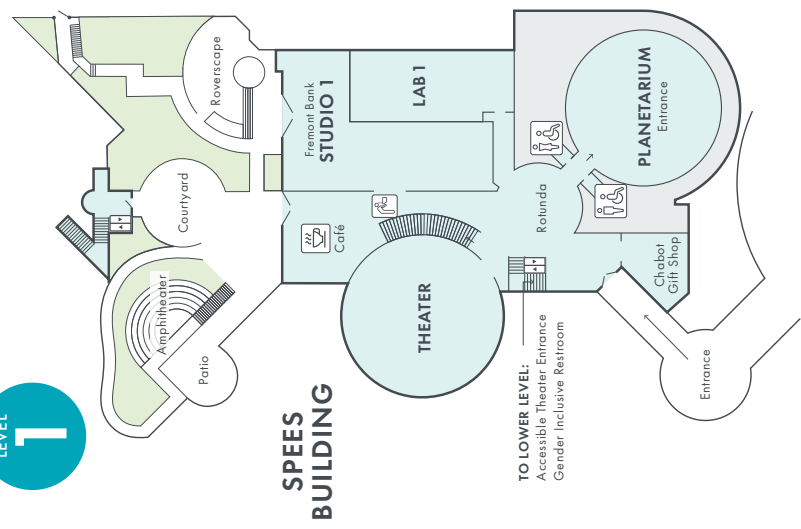 LEVEL
1
SPEES
BUILDING
Roverscape
Courtyard
Amphitheater
Patio
Fremont Bank
STUDIO 1
LAB 1
Café
THEATER
PLANETARIUM
Entrance
Rotunda
Chabot
Gift Shop
Entrance
TO LOWER LEVEL:
Accessible Theater Entrance
Gender Inclusive Restroom